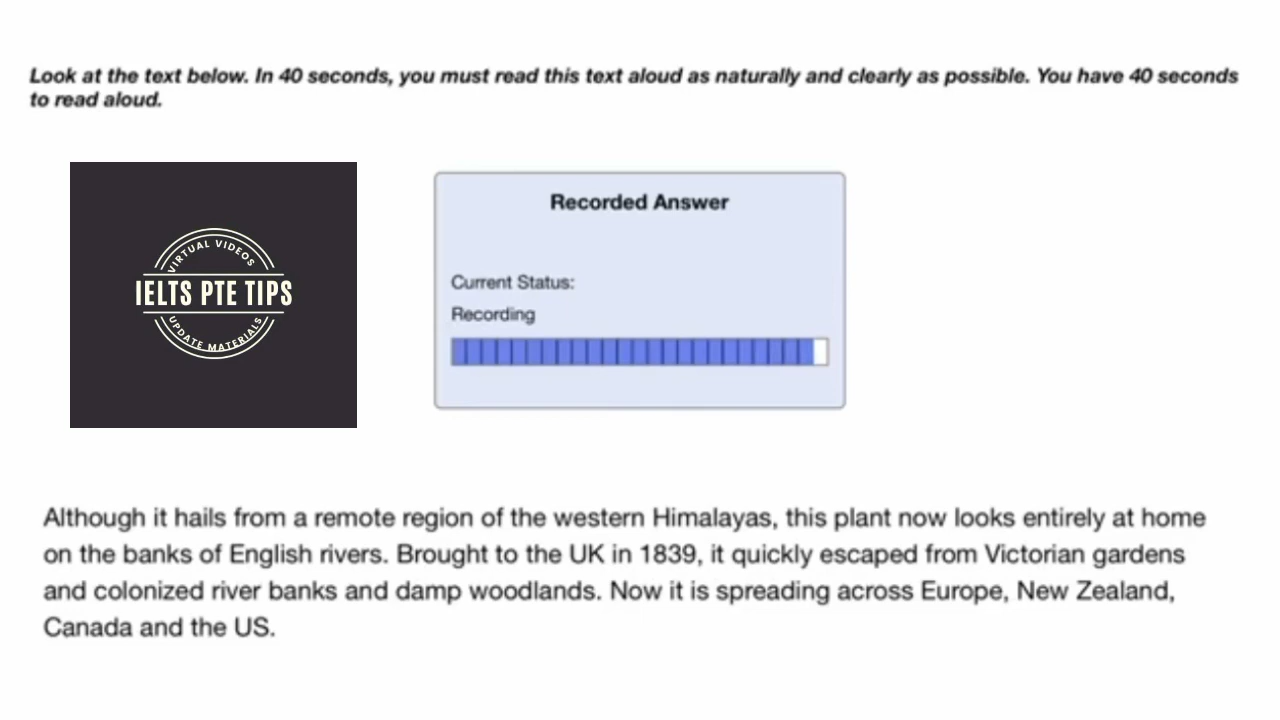 Look at the text below. In 40 seconds, you must read this text aloud as naturally and clearly as possible. You have 40 seconds
to read aloud.
VIRTUAL VIDEOS
IELTS PTE TIPS
UPDATE MATERIALS
Recorded Answer
Current Status:
Recording
Although it hails from a remote region of the western Himalayas, this plant now looks entirely at home
on the banks of English rivers. Brought to the UK in 1839, it quickly escaped from Victorian gardens
and colonized river banks and damp woodlands. Now it is spreading across Europe, New Zealand,
Canada and the US.